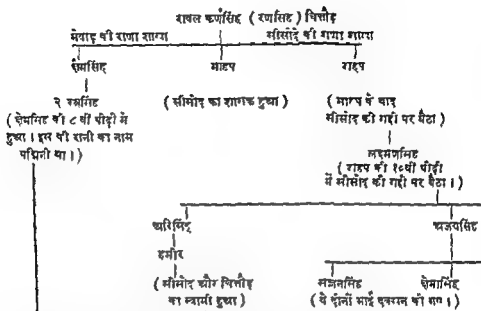 रावल कर्णसिंह ( रणसिंह ) चित्तौड़
मेवाड़ की राणा शाखा
सीसोदे की राणा शाखा
क्षेमसिंह
माहप
राहप
२ रत्नसिंह
( क्षेमसिंह की ८ वीं पीढ़ी में
हुआ । इस की रानी का नाम
पद्मिनी था । )
( सीसोद का शासक हुआ )
( माहप के बाद
सीसोद की गद्दी पर बैठा )
लक्ष्मणसिंह
( राहप की १०वीं पीढ़ी
में सीसोद की गद्दी पर बैठा । )
अरिसिंह
अजयसिंह
हमीर
( सीसोद और चित्तौड़
का स्वामी हुआ )
सज्जनसिंह
क्षेमसिंह
( ये दोनों भाई दक्खन को गए । )